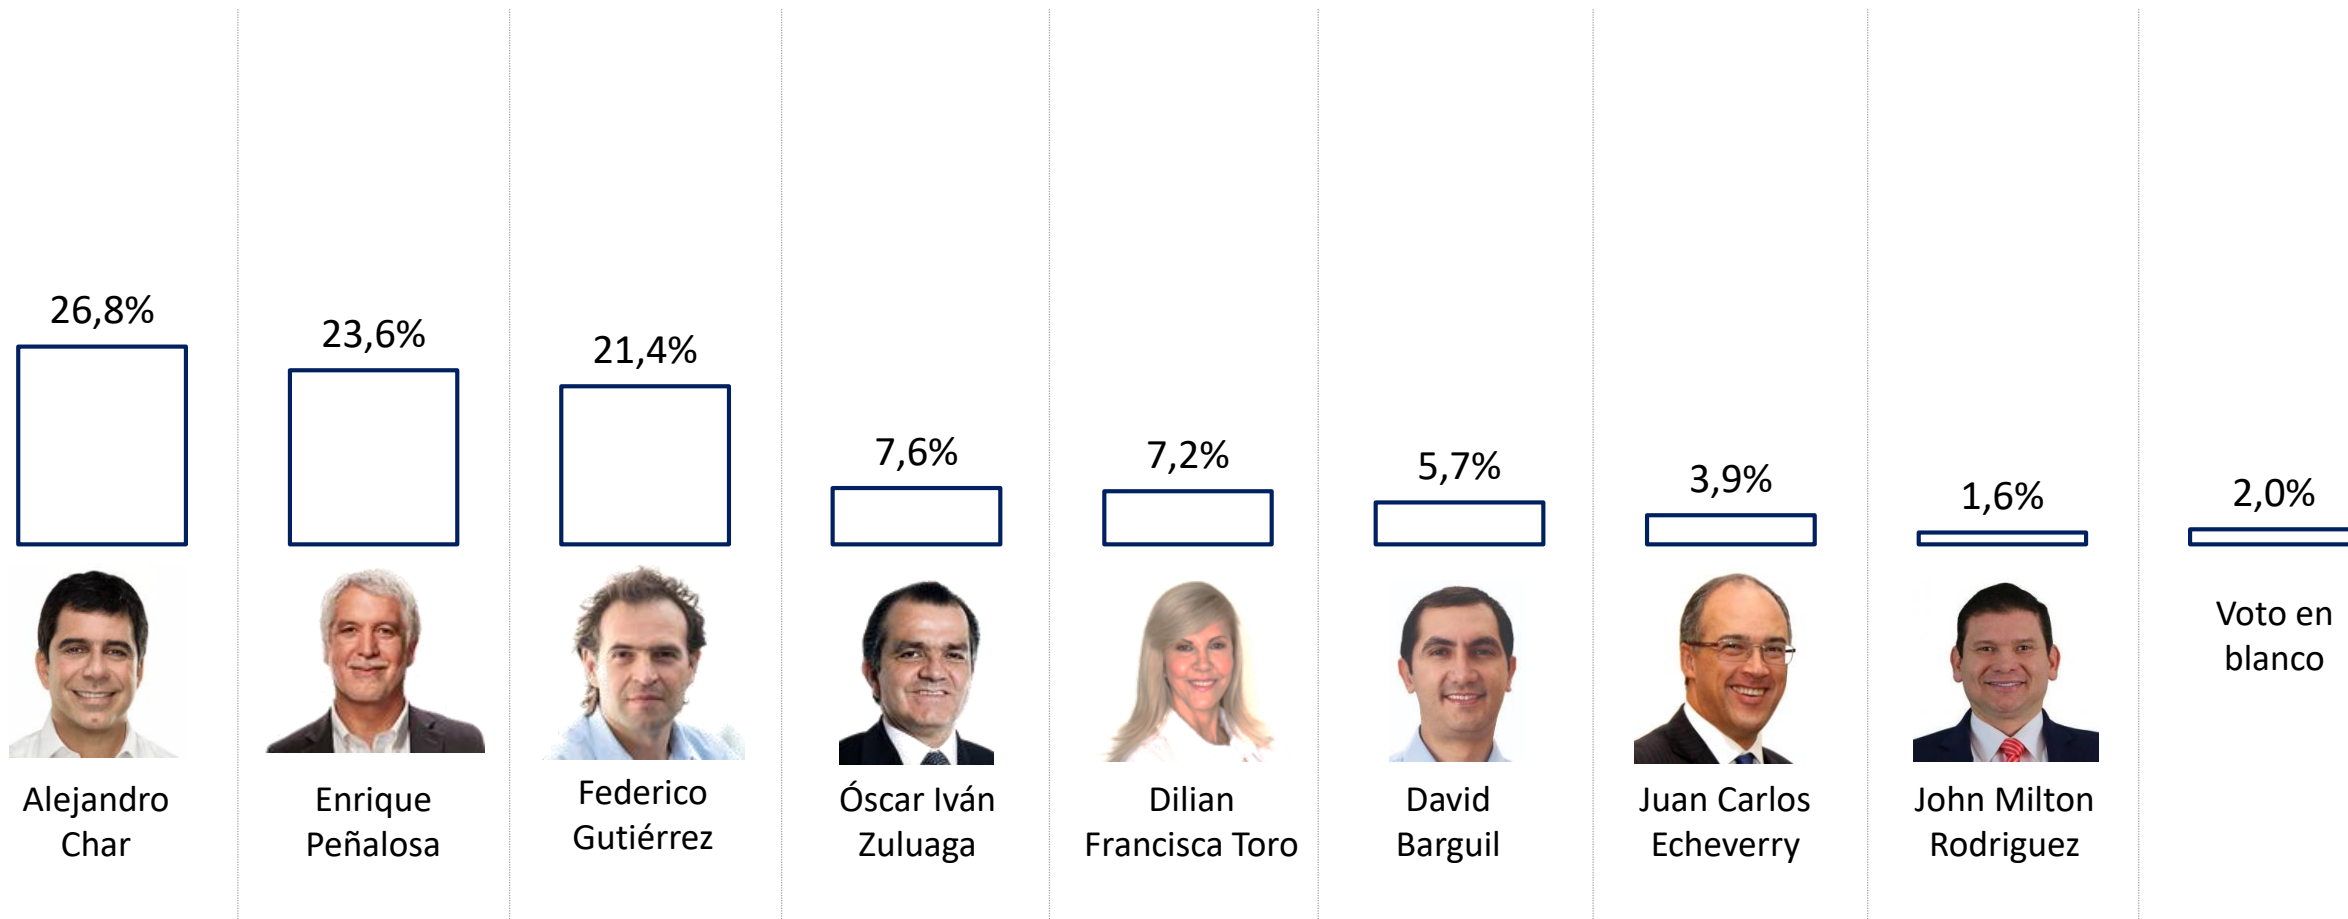 26,8%
23,6%
21,4%
7,6%
7,2%
5,7%
3,9%
1,6%
2,0%
Alejandro
Char
Enrique
Peñalosa
Federico
Gutiérrez
Óscar Iván
Zuluaga
Dilian
Francisca Toro
David
Barguil
Juan Carlos
Echeverry
John Milton
Rodriguez
Voto en
blanco